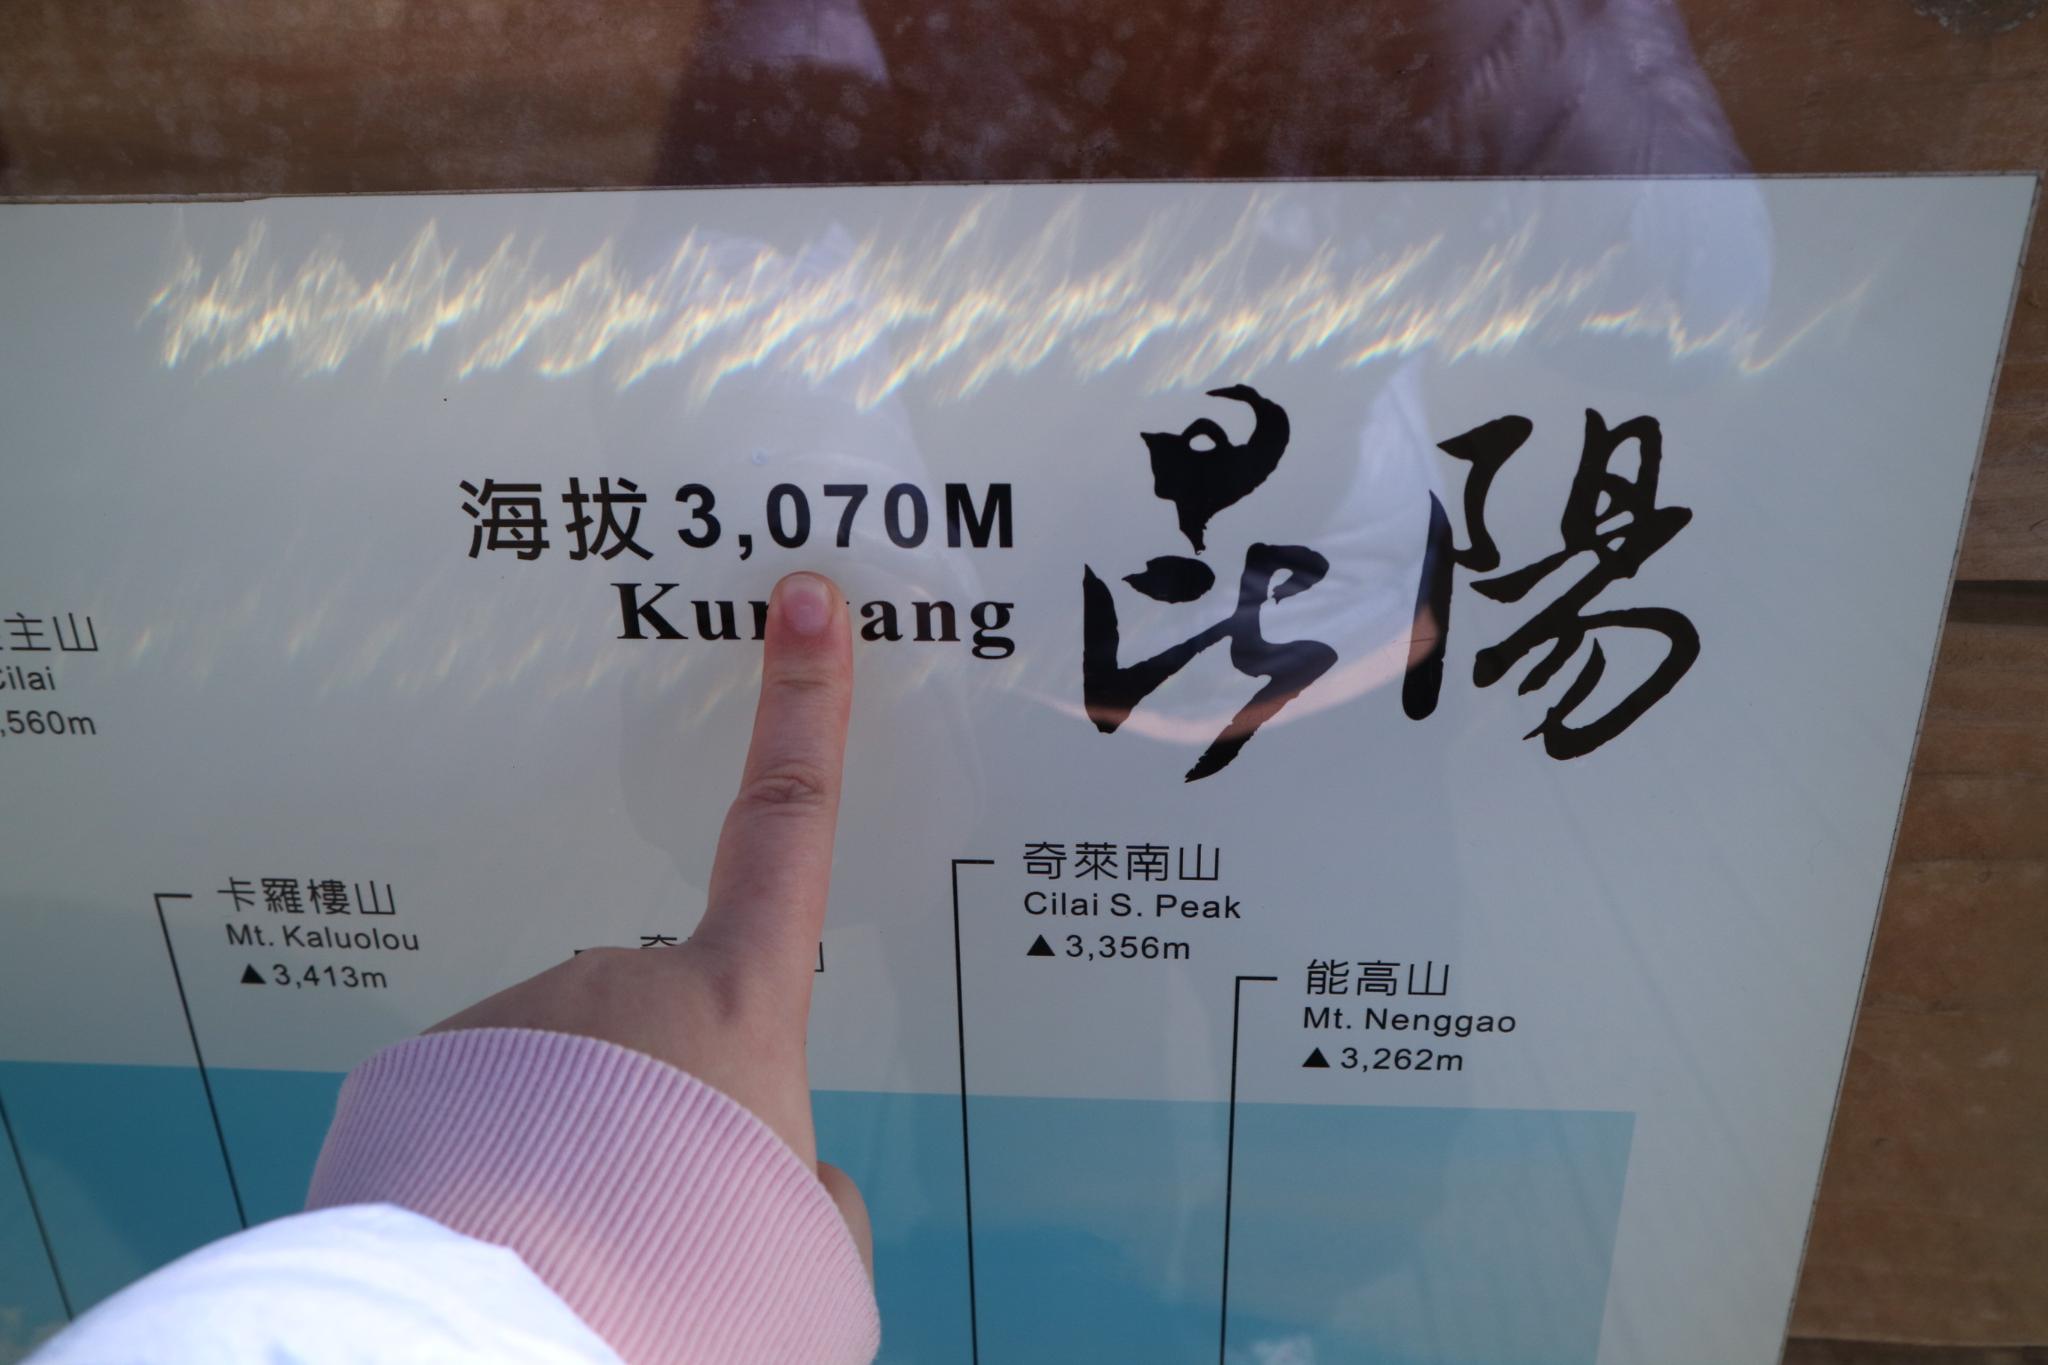 海拔3,070M
昆陽
主山
Cilai
,560m
卡羅樓山
Mt. Kaluolou
▲3,413m
奇萊南山
Cilai S. Peak
▲3,356m
能高山
Mt. Nenggao
▲3,262m